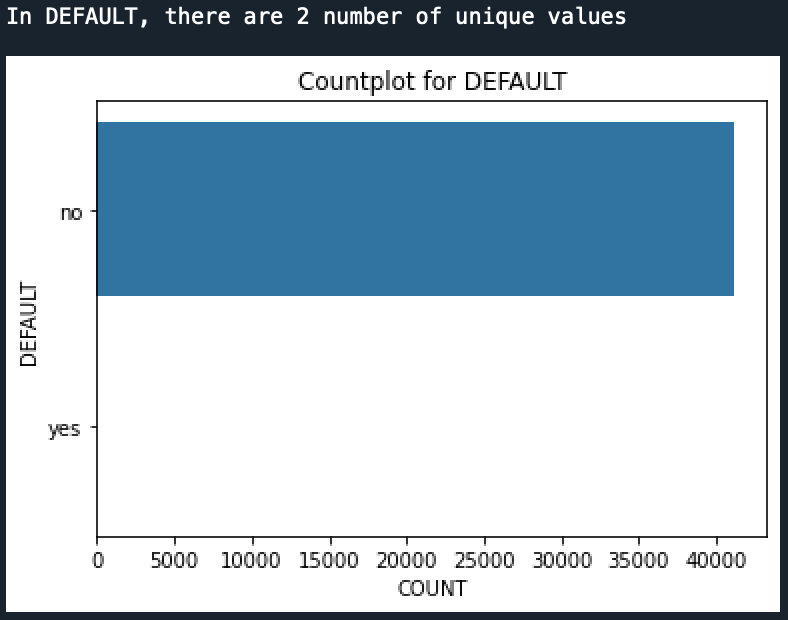 In DEFAULT, there are 2 number of unique values
Countplot for DEFAULT
no
DEFAULT
yes
0 5000 10000 15000 20000 25000 30000 35000 40000
COUNT